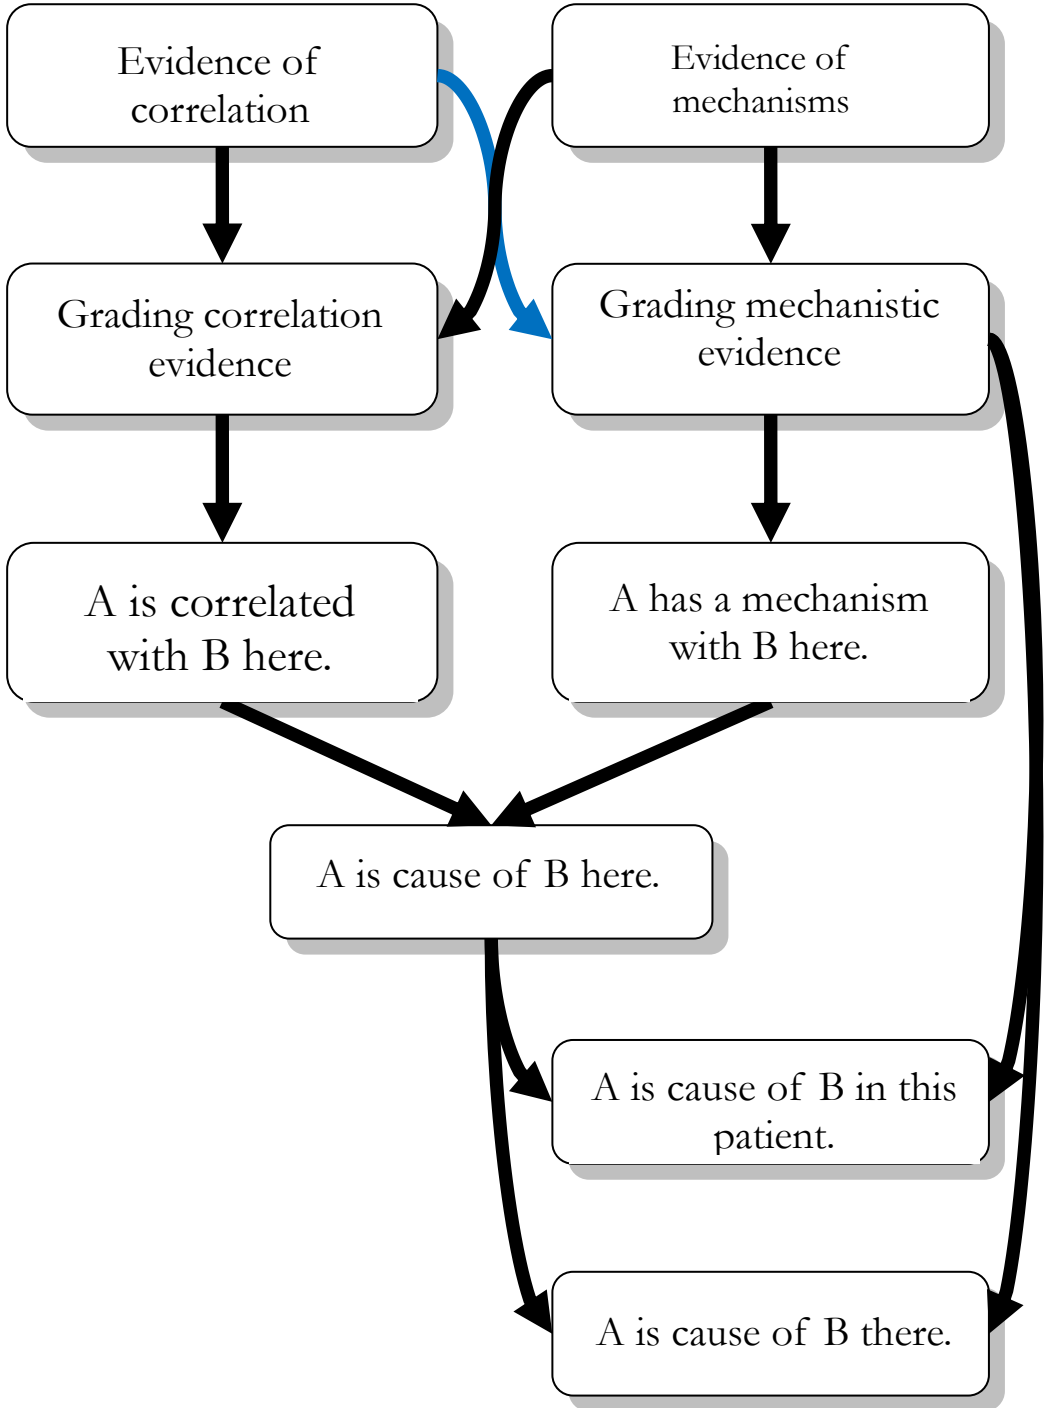 Evidence of
correlation
Evidence of
mechanisms
Grading correlation
evidence
Grading mechanistic
evidence
A is correlated
with B here.
A has a mechanism
with B here.
A is cause of B here.
A is cause of B in this
patient.
A is cause of B there.